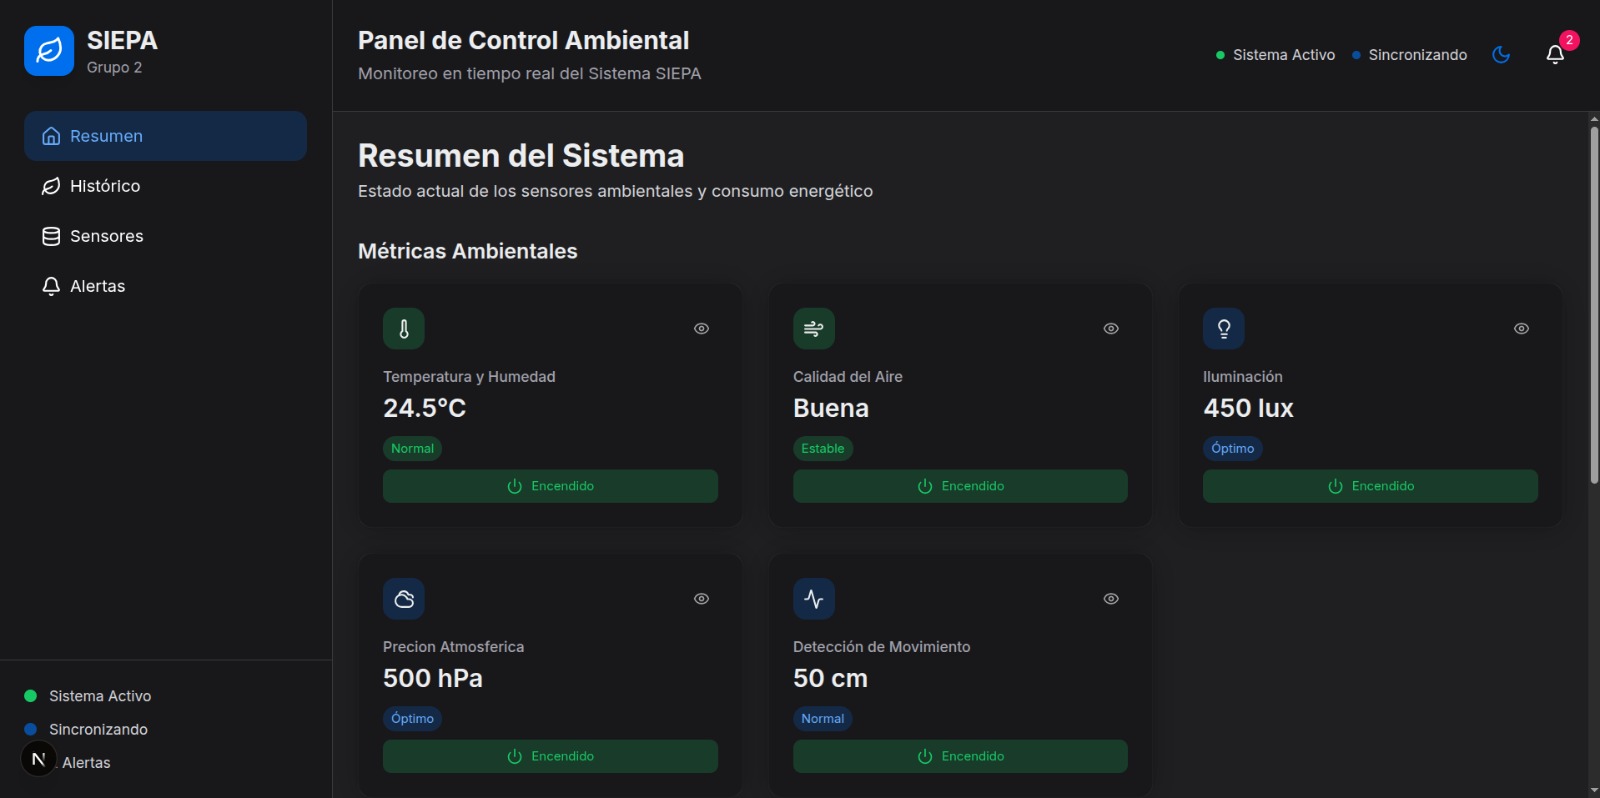 SIEPA
Grupo 2
Resumen
Histórico
Sensores
Alertas
Sistema Activo
Sincronizando
N
Alertas
Panel de Control Ambiental
Monitoreo en tiempo real del Sistema SIEPA
Sistema Activo
Sincronizando
2
Resumen del Sistema
Estado actual de los sensores ambientales y consumo energético
Métricas Ambientales
Temperatura y Humedad
24.5°C
Normal
Encendido
Calidad del Aire
Buena
Estable
Encendido
Iluminación
450 lux
Óptimo
Encendido
Precion Atmosferica
500 hPa
Óptimo
Encendido
Detección de Movimiento
50 cm
Normal
Encendido